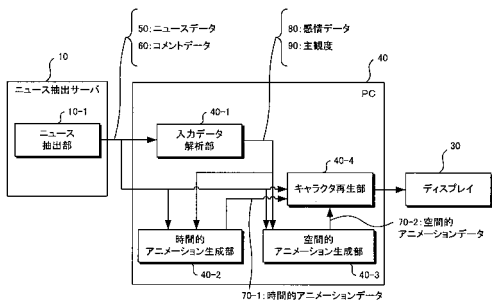 50:ニュースデータ
60:コメントデータ
80:感情データ
90:主観度
10
ニュース抽出サーバ
10-1
ニュース
抽出部
40
PC
40-1
入力データ
解析部
40-4
キャラクタ再生部
30
ディスプレイ
70-2:空間的
アニメーションデータ
時間的
アニメーション生成部
40-2
空間的
アニメーション生成部
40-3
70-1:時間的アニメーションデータ